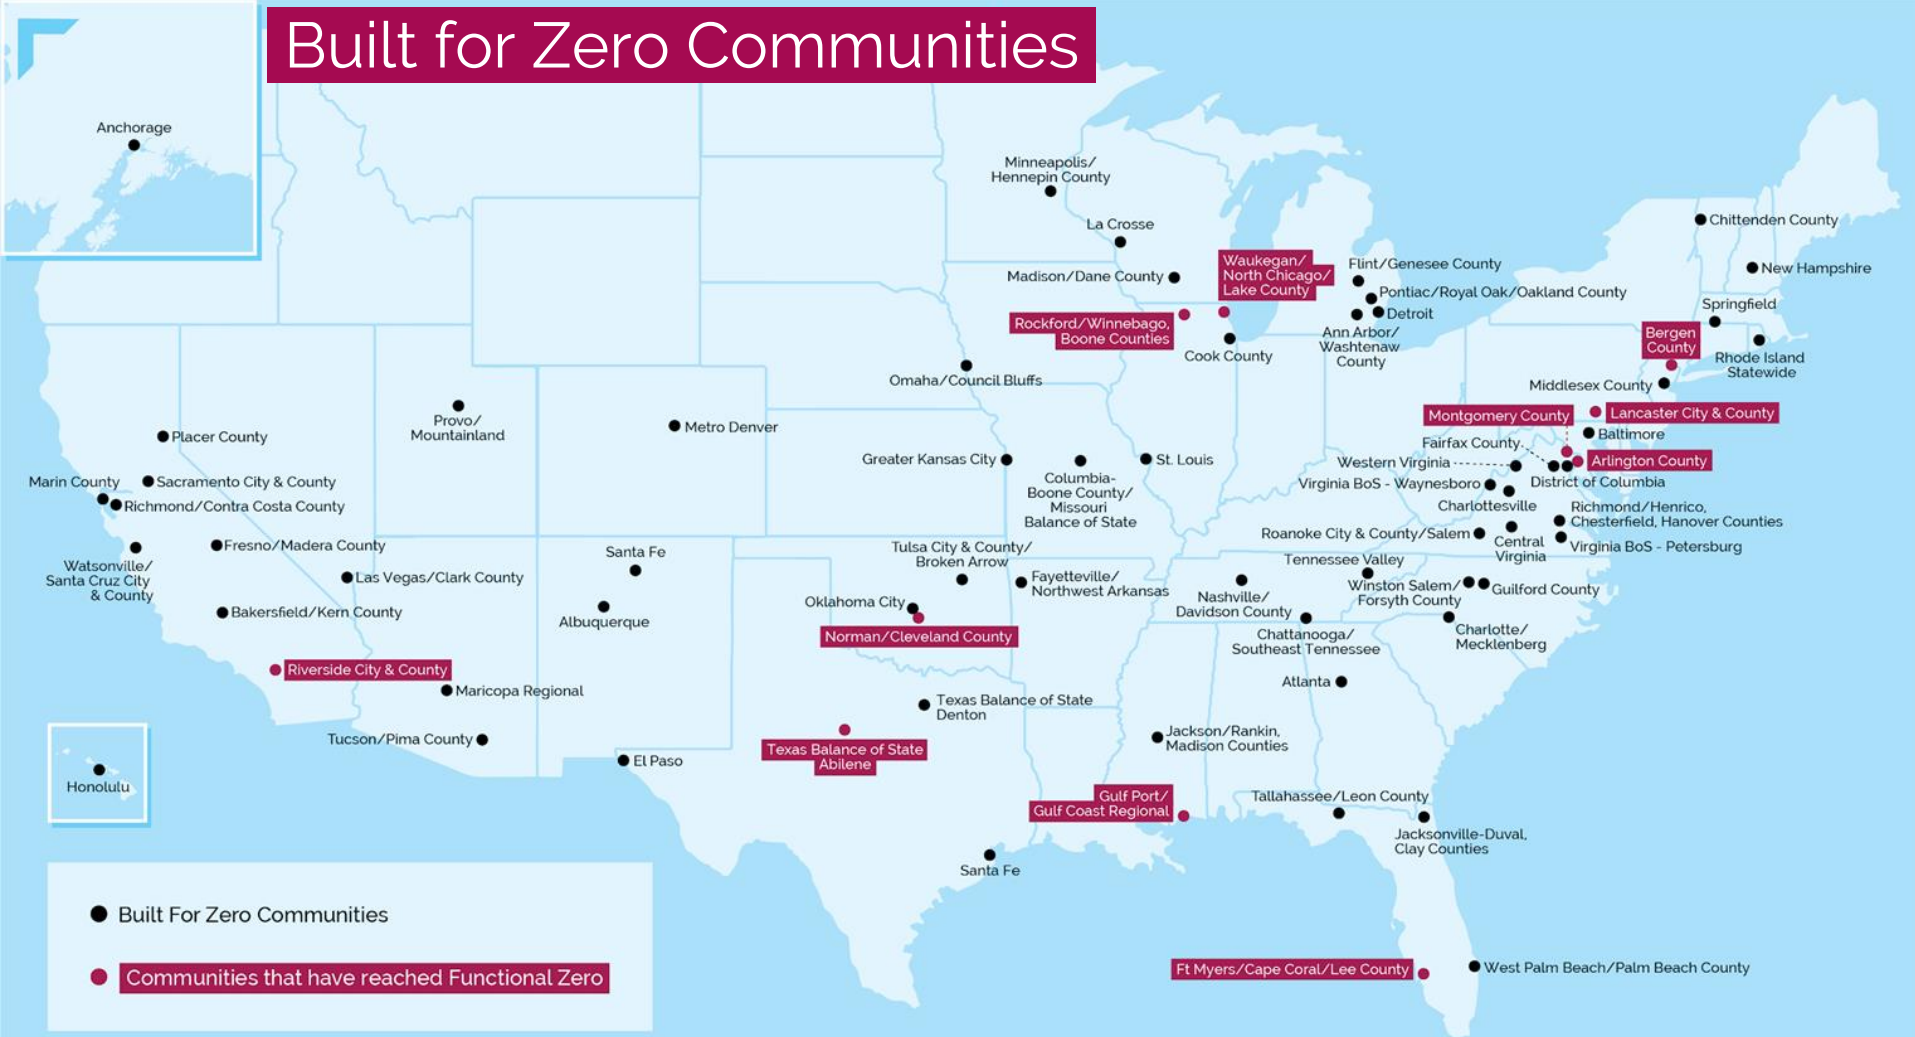 Built for Zero Communities
Anchorage
Minneapolis/
Hennepin County
La Crosse
Madison/Dane County
Waukegan/
North Chicago/
Lake County
Rockford/Winnebago,
Boone Counties
Cook County
Flint/Genesee County
Pontiac/Royal Oak/Oakland County
Detroit
Ann Arbor/
Washtenaw
County
Chittenden County
New Hampshire
Springfield
Bergen
County
Rhode Island
Statewide
Middlesex County
Omaha/Council Bluffs
Provo/
Mountainland
Metro Denver
Placer County
Marin County
Sacramento City & County
Richmond/Contra Costa County
Greater Kansas City
Columbia-
Boone County/
Missouri
Balance of State
St. Louis
Montgomery County
Lancaster City & County
Fairfax County
Baltimore
Western Virginia
Arlington County
Virginia BoS - Waynesboro
District of Columbia
Charlottesville
Richmond/Henrico,
Chesterfield, Hanover Counties
Roanoke City & County/Salem
Central
Virginia
Virginia BoS - Petersburg
Watsonville/
Santa Cruz City
& County
Fresno/Madera County
Las Vegas/Clark County
Bakersfield/Kern County
Santa Fe
Albuquerque
Tulsa City & County/
Broken Arrow
Fayetteville/
Northwest Arkansas
Oklahoma City
Norman/Cleveland County
Tennessee Valley
Nashville/
Davidson County
Winston Salem/
Forsyth County
Guilford County
Chattanooga/
Southeast Tennessee
Charlotte/
Mecklenberg
Riverside City & County
Maricopa Regional
Atlanta
Tucson/Pima County
Texas Balance of State
Denton
Texas Balance of State
Abilene
El Paso
Jackson/Rankin,
Madison Counties
Honolulu
Gulf Port/
Gulf Coast Regional
Tallahassee/Leon County
Jacksonville-Duval,
Clay Counties
Santa Fe
Built For Zero Communities
Communities that have reached Functional Zero
Ft Myers/Cape Coral/Lee County
West Palm Beach/Palm Beach County